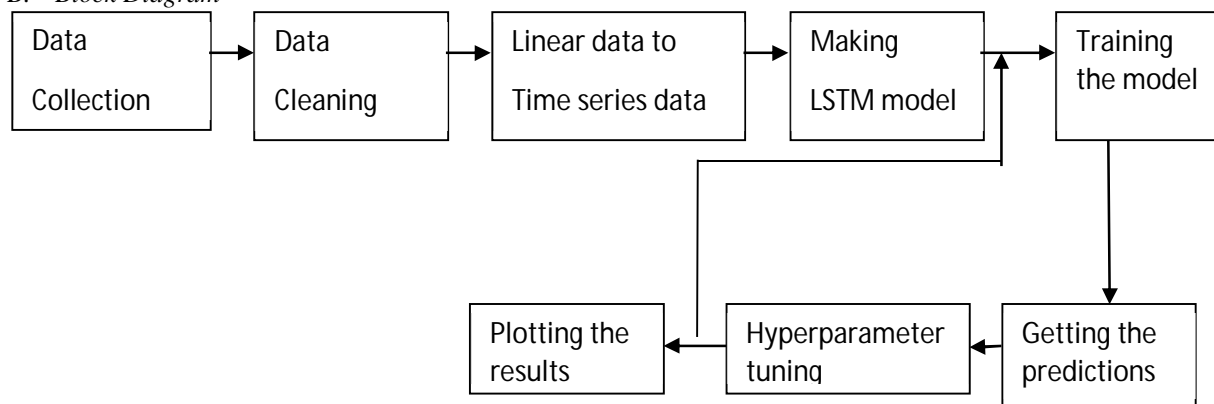 B. Block Diagram
Data
Collection
Data
Cleaning
Linear data to
Time series data
Making
LSTM model
Training
the model
Plotting the
results
Hyperparameter
tuning
Getting the
predictions